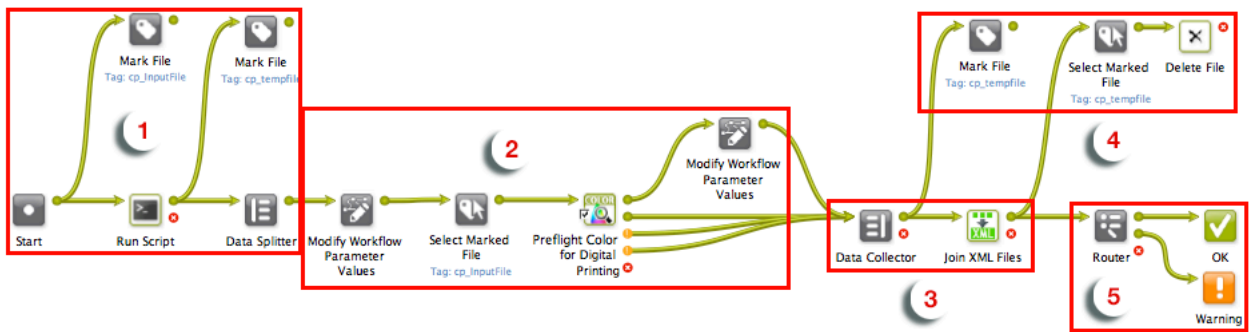 Mark File
Tag: cp_InputFile
Mark File
Tag: cp_tempfile
1
Start
Run Script
Data Splitter
2
Modify Workflow
Parameter
Values
Select Marked
File
Tag: cp_InputFile
COLOR
Preflight Color
for Digital
Printing
Modify Workflow
Parameter
Values
Data Collector
XML
Join XML Files
3
Mark File
Tag: cp_tempfile
Select Marked
File
Tag: cp_tempfile
Delete File
4
Router
OK
Warning
5